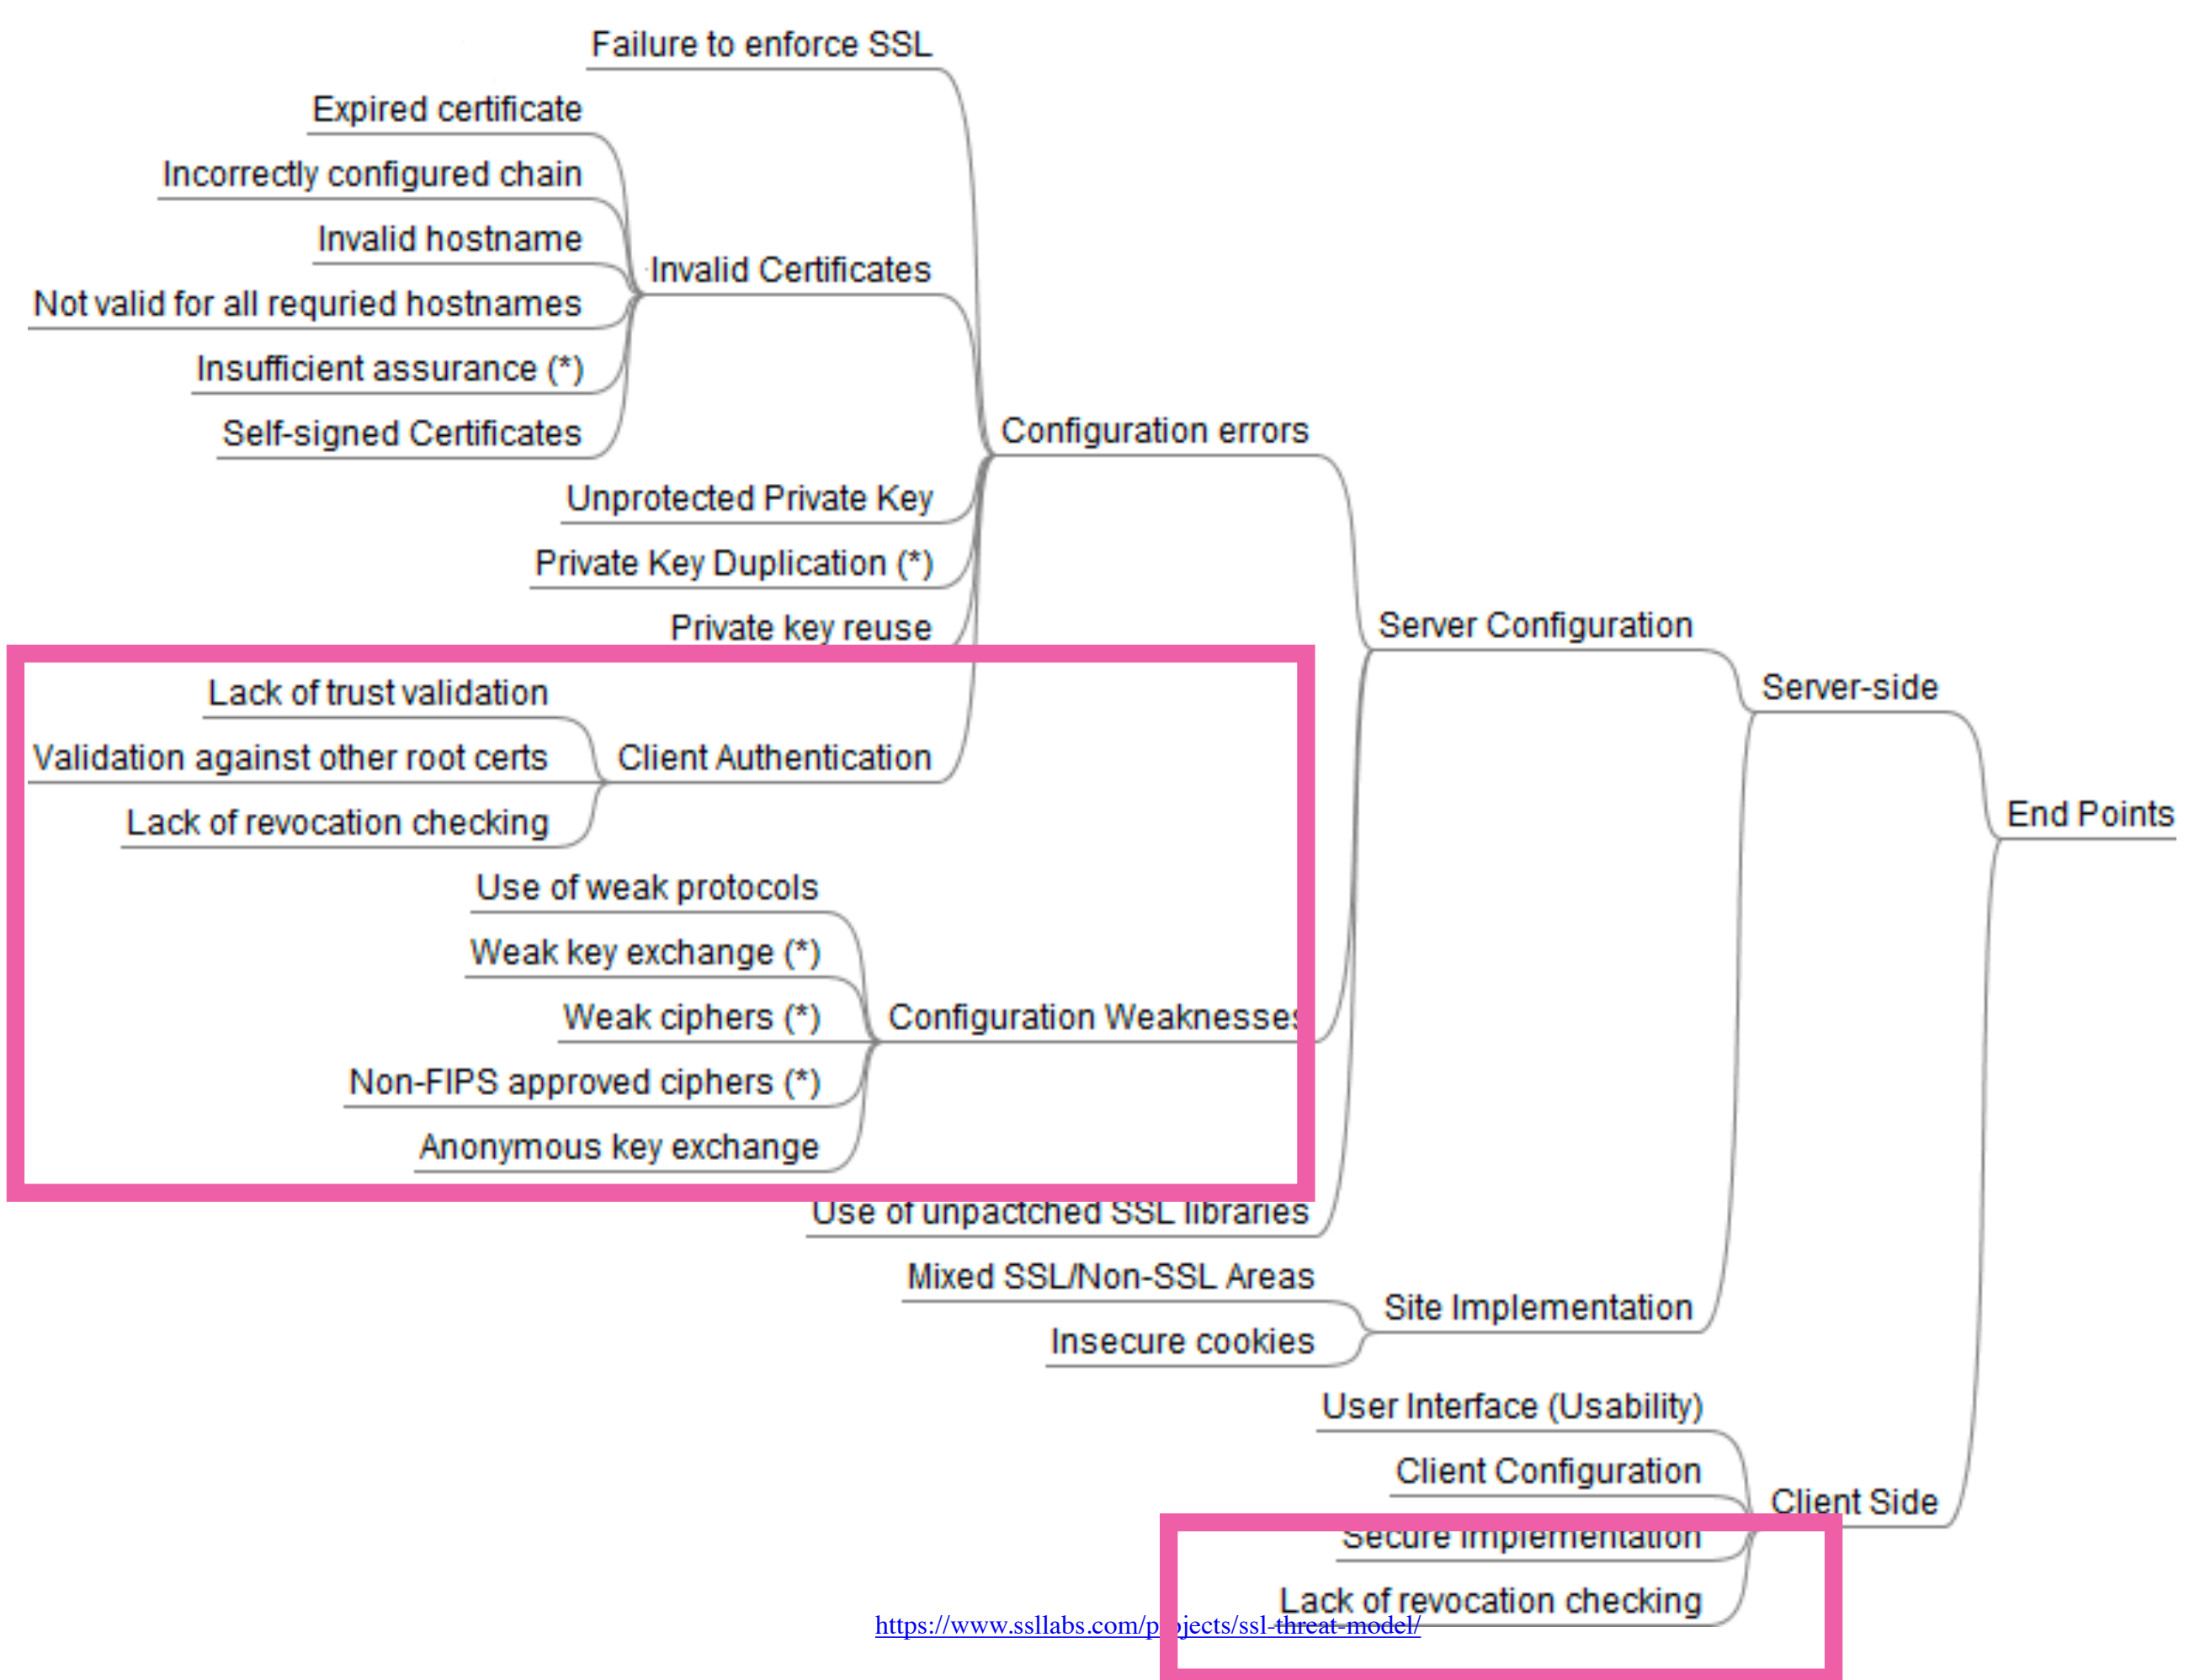 Failure to enforce SSL
Expired certificate
Incorrectly configured chain
Invalid hostname
Invalid Certificates
Not valid for all requried hostnames
Insufficient assurance (*)
Self-signed Certificates
Configuration errors
Unprotected Private Key
Private Key Duplication (*)
Private key reuse
Server Configuration
Lack of trust validation
Server-side
Validation against other root certs
Client Authentication
Lack of revocation checking
End Points
Use of weak protocols
Weak key exchange (*)
Weak ciphers (*)
Configuration Weaknesses
Non-FIPS approved ciphers (*)
Anonymous key exchange
Use of unpactched SSL libraries
Mixed SSL/Non-SSL Areas
Site Implementation
Insecure cookies
User Interface (Usability)
Client Configuration
Client Side
Secure Implementation
Lack of revocation checking
https://www.ssllabs.com/projects/ssl-threat-model/